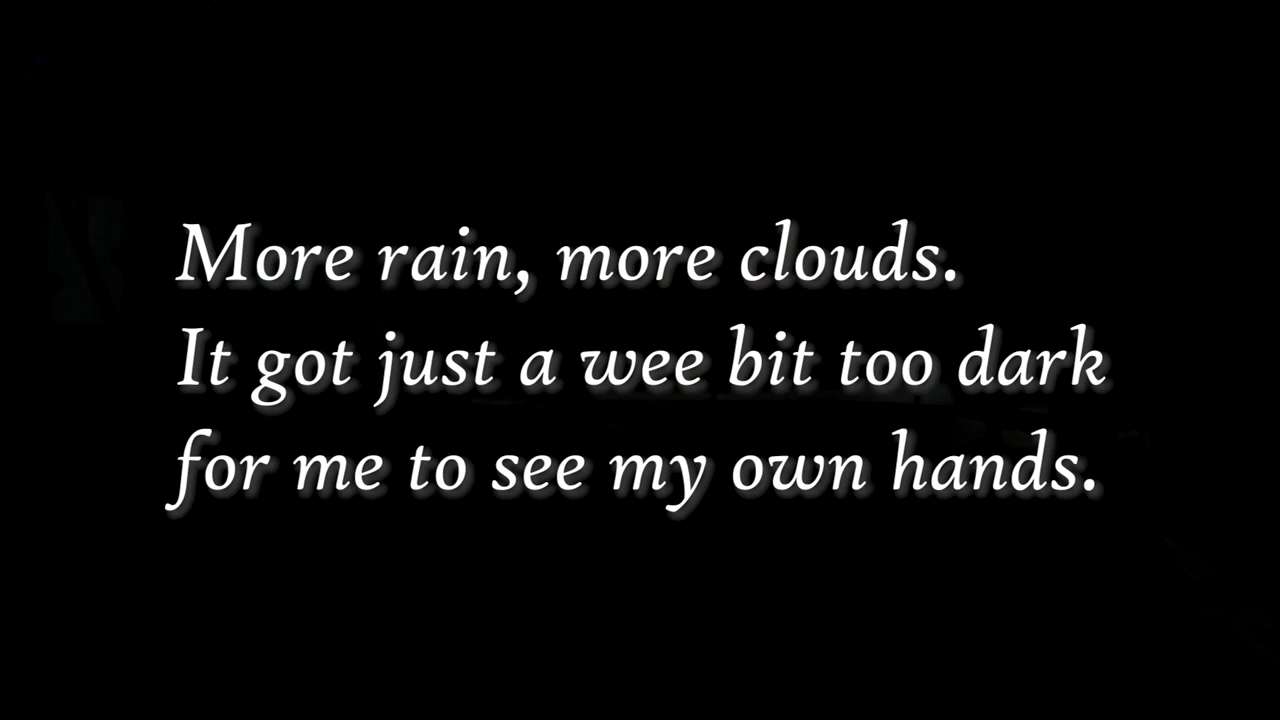 More rain, more clouds.
It got just a wee bit too dark
for me to see my own hands.